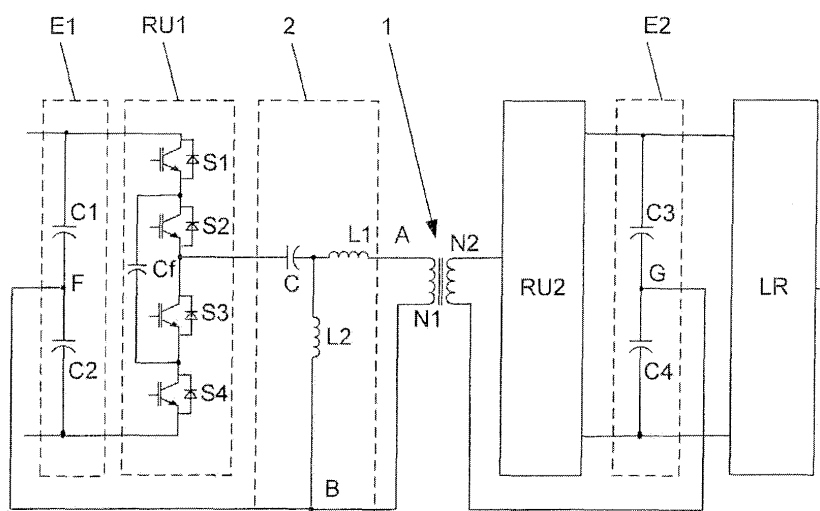 E1 RU1 2 1 E2
S1
C1 S2 L1 A N2 C3
F Cf C G
RU2 LR
S3 N1
L2
C2 C4
S4
B